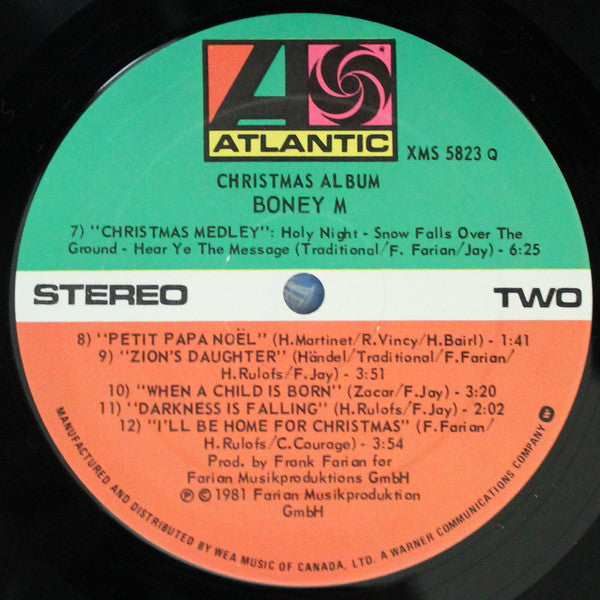 ATLANTIC
XMS 5823 Q
CHRISTMAS ALBUM
BONEY M
7) "CHRISTMAS MEDLEY": Holy Night - Snow Falls Over The
Ground - Hear Ye The Message (Traditional/F. Farian/Jay) - 6:25
STEREO
TWO
8) "PETIT PAPA NOËL" (H.Martinet/R.Vincy/H.Bairl) - 1:41
9) "ZION'S DAUGHTER" (Händel/Traditional/F.Farian/
H.Rulofs/F.Jay) - 3:51
10) "WHEN A CHILD IS BORN" (Zacar/F.Jay) - 3:20
11) "DARKNESS IS FALLING" (H.Rulofs/F.Jay) - 2:02
12) "I'LL BE HOME FOR CHRISTMAS" (F.Farian/
H.Rulofs/C.Courage) - 3:54
Prod. by Frank Farian for
Farian Musikproduktions GmbH
℗ © 1981 Farian Musikproduktion
GmbH
MANUFACTURED AND DISTRIBUTED BY WEA MUSIC OF CANADA, LTD. A WARNER COMMUNICATIONS COMPANY